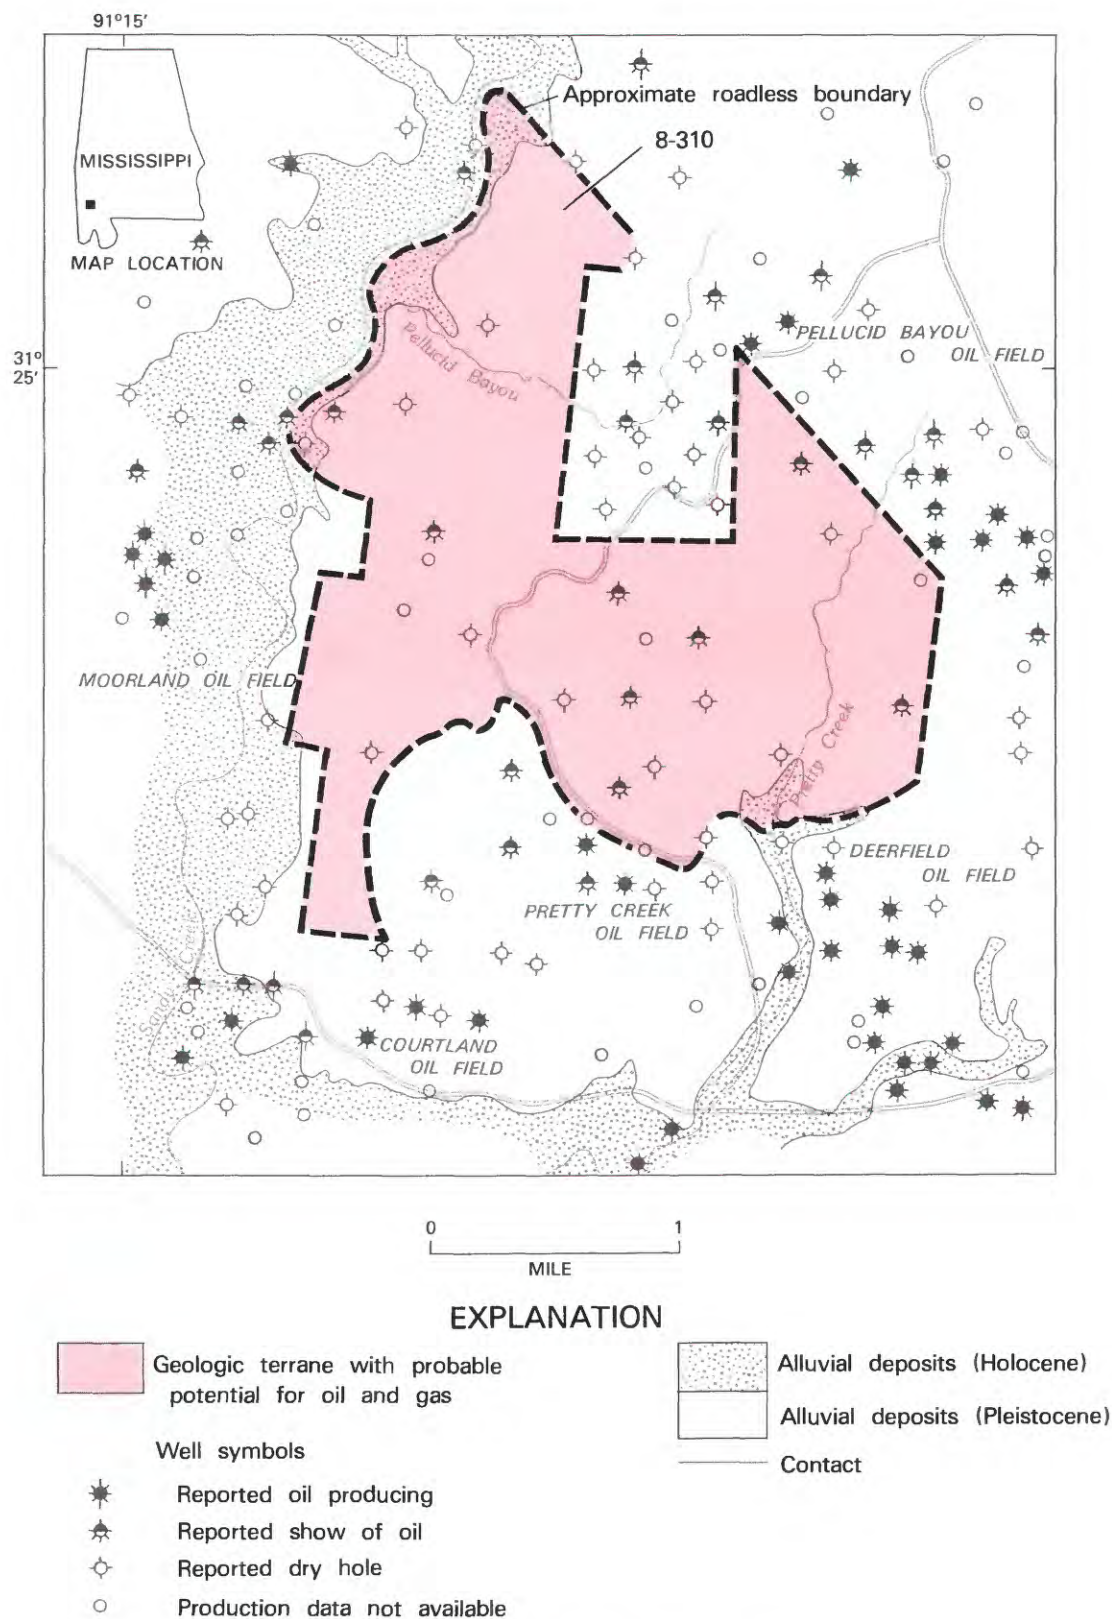 91°15'
Approximate roadless boundary
8-310
MISSISSIPPI
MAP LOCATION
31°
25'
Pellucid Bayou
PELLUCID BAYOU
OIL FIELD
MOORLAND OIL FIELD
Pretty Creek
DEERFIELD
OIL FIELD
PRETTY CREEK
OIL FIELD
Sandy Creek
COURTLAND
OIL FIELD
0 1
MILE
EXPLANATION
Geologic terrane with probable
potential for oil and gas
Well symbols
Reported oil producing
Reported show of oil
Reported dry hole
Production data not available
Alluvial deposits (Holocene)
Alluvial deposits (Pleistocene)
Contact